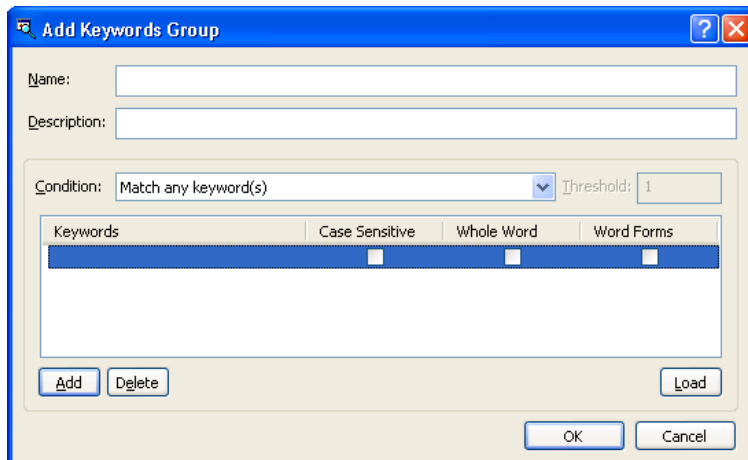 Add Keywords Group
Name:
Description:
Condition: Match any keyword(s) Threshold: 1
Keywords Case Sensitive Whole Word Word Forms
Add Delete Load
OK Cancel